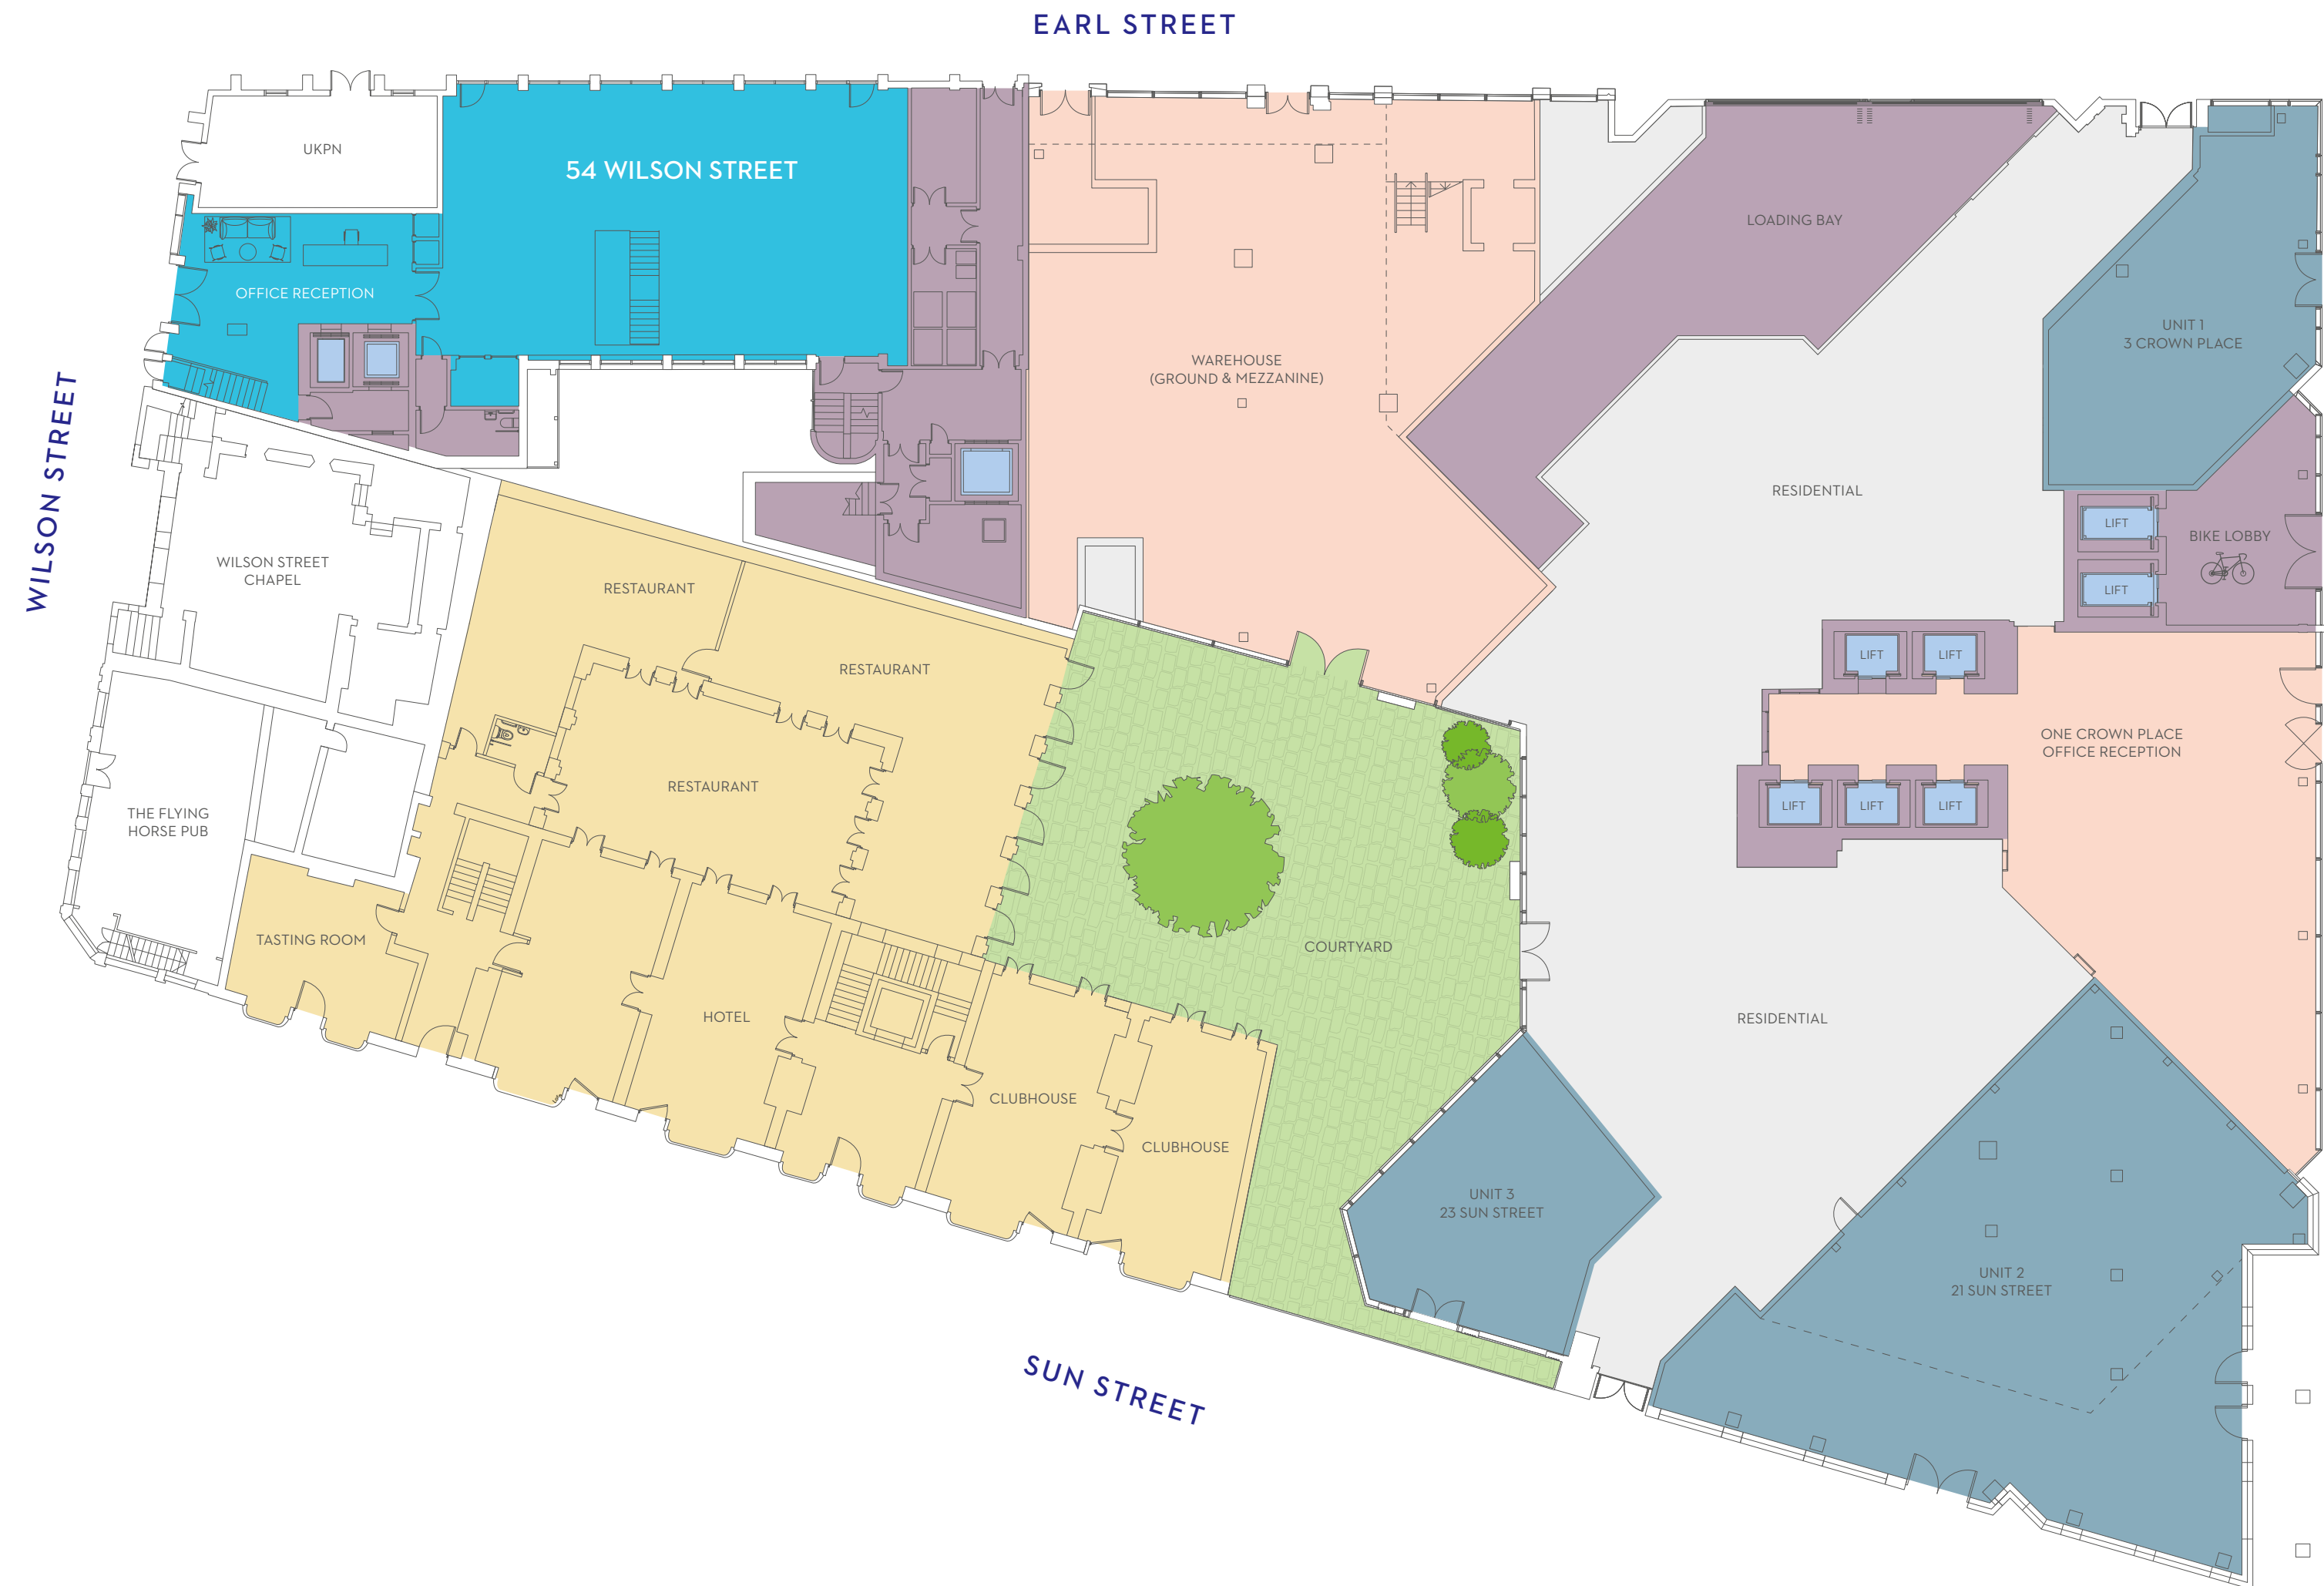 EARL STREET
UKPN
54 WILSON STREET
LOADING BAY
OFFICE RECEPTION
UNIT 1
3 CROWN PLACE
WAREHOUSE
(GROUND & MEZZANINE)
WILSON STREET
RESIDENTIAL
LIFT
BIKE LOBBY
LIFT
WILSON STREET
CHAPEL
RESTAURANT
RESTAURANT
LIFT
LIFT
ONE CROWN PLACE
OFFICE RECEPTION
RESTAURANT
LIFT
LIFT
LIFT
THE FLYING
HORSE PUB
TASTING ROOM
COURTYARD
HOTEL
RESIDENTIAL
CLUBHOUSE
CLUBHOUSE
UNIT 3
23 SUN STREET
UNIT 2
21 SUN STREET
SUN STREET